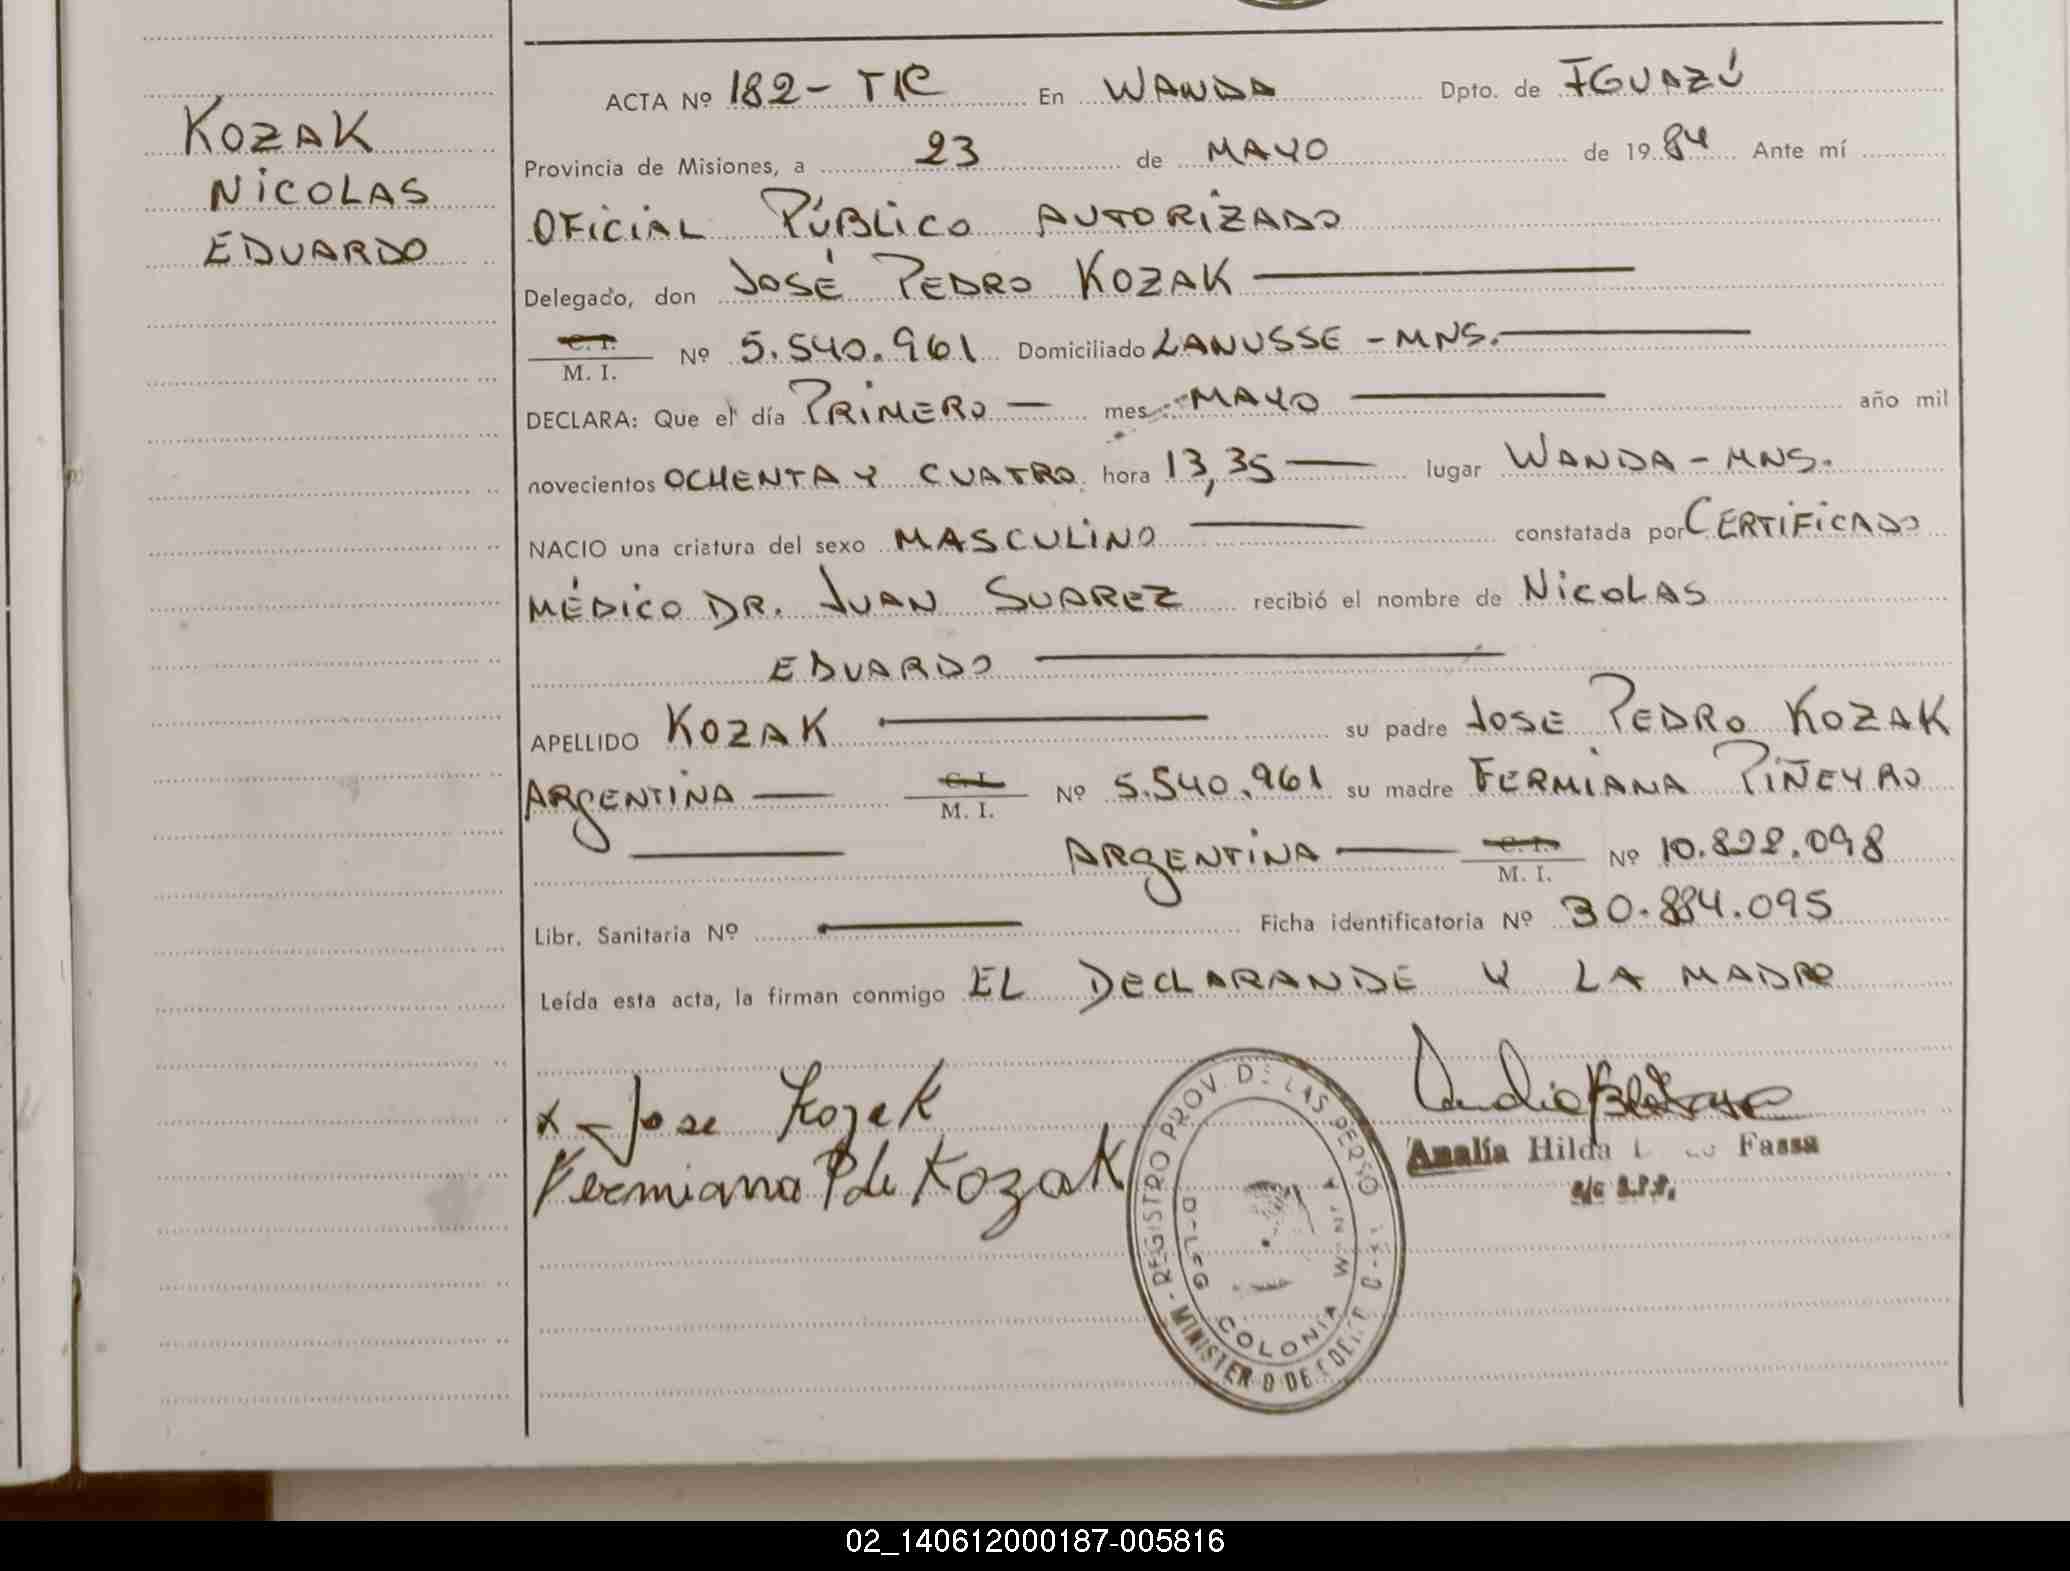 KOZAK
NICOLAS
EDUARDO
ACTA Nº 182- TIC En WANDA Dpto. de IGUAZÚ
Provincia de Misiones, a 23 de MAYO de 1984 Ante mí
OFICIAL PÚBLICO AUTORIZADO
Delegado, don JOSÉ PEDRO KOZAK
C. I.
M. I. Nº 5.540.961 Domiciliado LANUSSE - MNS.
DECLARA: Que el día PRIMERO — mes MAYO año mil
novecientos OCHENTA Y CUATRO hora 13,35 lugar WANDA - MNS.
NACIO una criatura del sexo MASCULINO constatada por CERTIFICADO
MÉDICO DR. JUAN SUAREZ recibió el nombre de NICOLAS
EDUARDO
APELLIDO KOZAK su padre JOSE PEDRO KOZAK
ARGENTINA — C. I. M. I. Nº 5.540.961 su madre FERMIANA PIÑEYRO
ARGENTINA — C. I. M. I. Nº 10.828.098
Libr. Sanitaria Nº Ficha identificatoria Nº 30.884.095
Leída esta acta, la firman conmigo EL DECLARANDE Y LA MADRE
x Jose Kozak
Fermiana P de Kozak
Analía Hilda Fassa
REGISTRO PROV. DE LAS PERSO
COLONIA
MINISTERIO DE
02_140612000187-005816